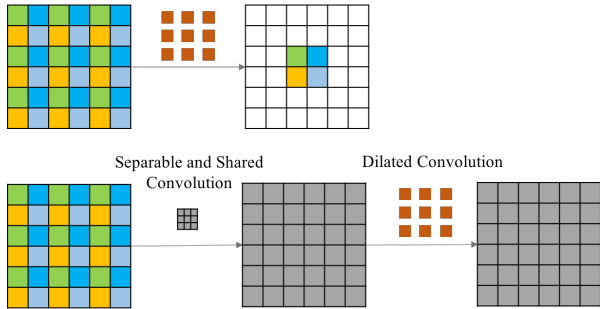 Separable and Shared
Convolution
Dilated Convolution